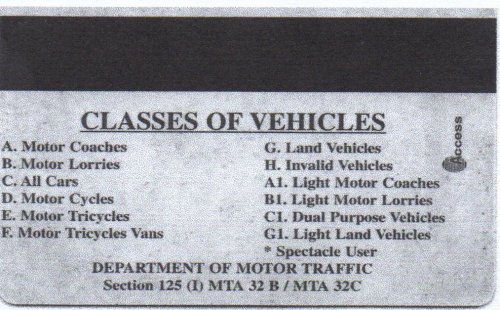 CLASSES OF VEHICLES
A. Motor Coaches
B. Motor Lorries
C. All Cars
D. Motor Cycles
E. Motor Tricycles
F. Motor Tricycles Vans
G. Land Vehicles
H. Invalid Vehicles
A1. Light Motor Coaches
B1. Light Motor Lorries
C1. Dual Purpose Vehicles
G1. Light Land Vehicles
* Spectacle User
Access
DEPARTMENT OF MOTOR TRAFFIC
Section 125 (I) MTA 32 B / MTA 32C